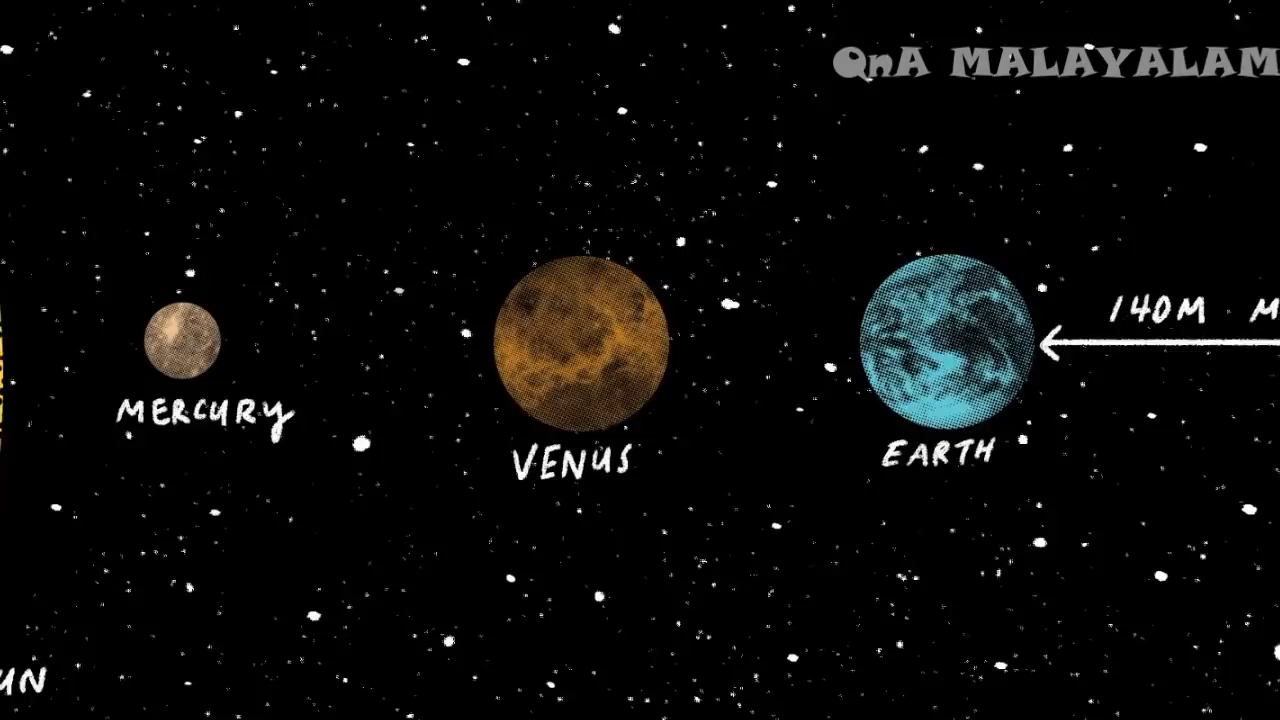 QnA MALAYALAM
140M M
MERCURY
VENUS
EARTH
UN